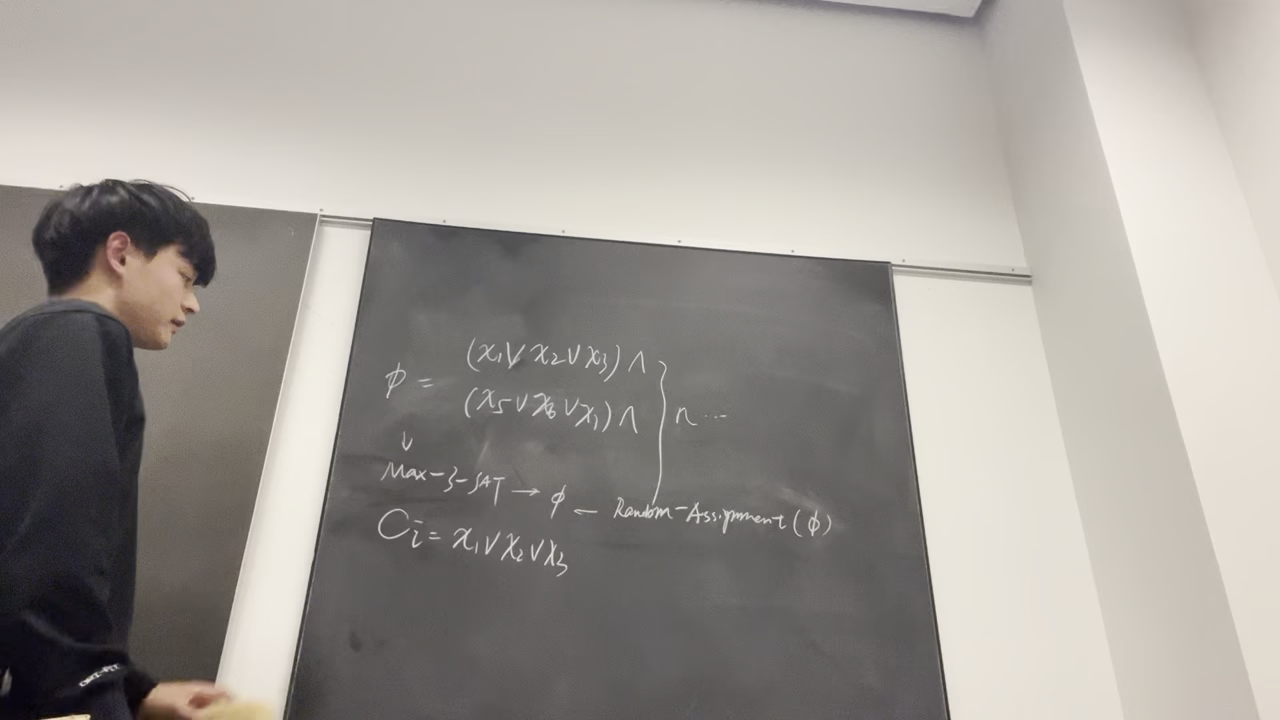 (x₁ ∨ x₂ ∨ x₃) ∧
ϕ =
(x₅ ∨ x₆ ∨ x₁) ∧
n ...
↓
Max-3-SAT → ϕ ← Random-Assignment(ϕ)
Cᵢ = x₁ ∨ x₂ ∨ x₃